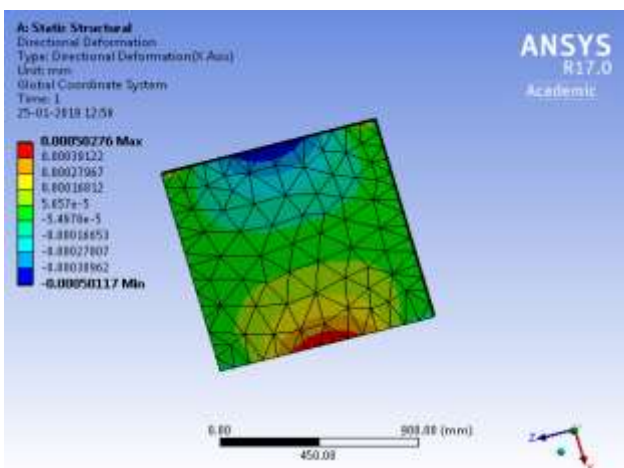 A: Static Structural
Directional Deformation
Type: Directional Deformation(X Axis)
Unit: mm
Global Coordinate System
Time: 1
25-01-2019 12:50
ANSYS
R17.0
Academic
0.00050276 Max
0.00039122
0.00027967
0.00016812
5.657e-5
-5.4978e-5
-0.00016653
-0.00027807
-0.00038962
-0.00050117 Min
0.00
900.00 (mm)
450.00
Z